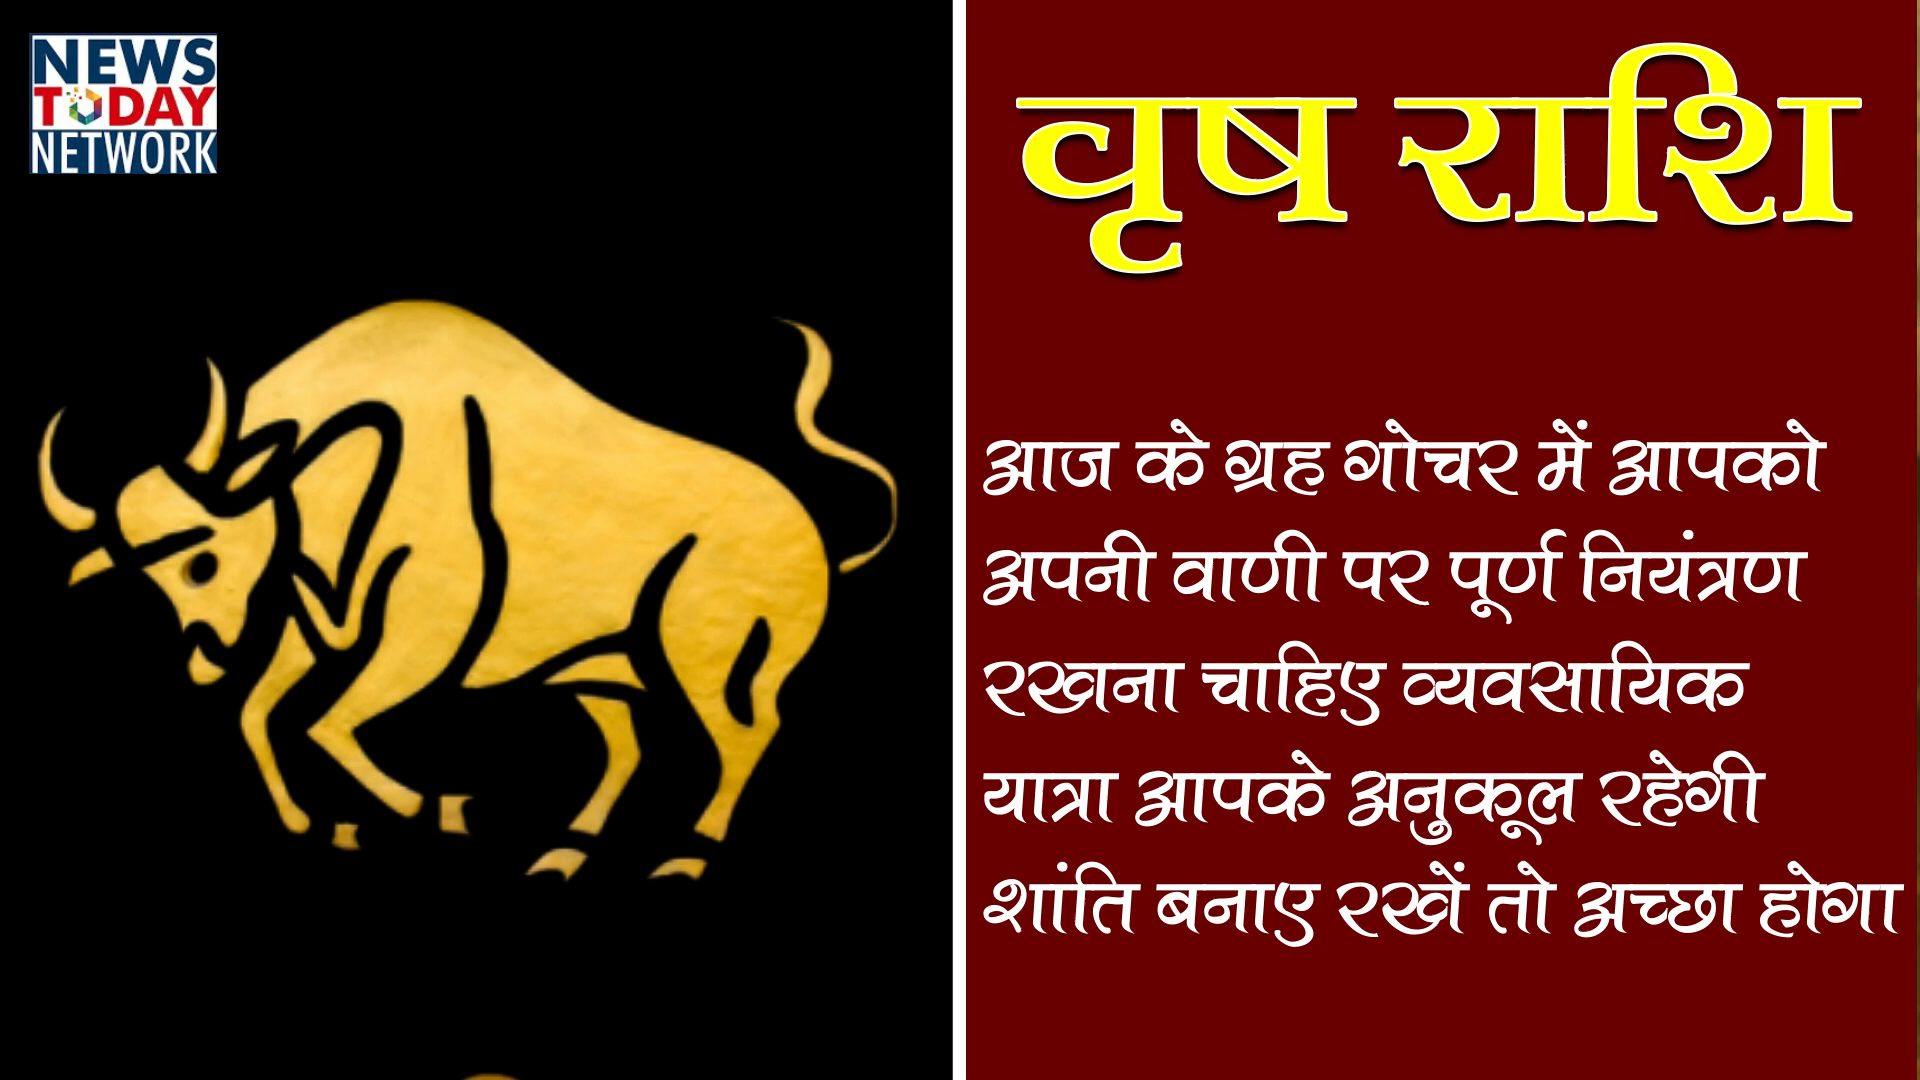 NEWS
TODAY
NETWORK
वृष राशि
आज के ग्रह गोचर में आपको
अपनी वाणी पर पूर्ण नियंत्रण
रखना चाहिए व्यवसायिक
यात्रा आपके अनुकूल रहेगी
शांति बनाए रखें तो अच्छा होगा